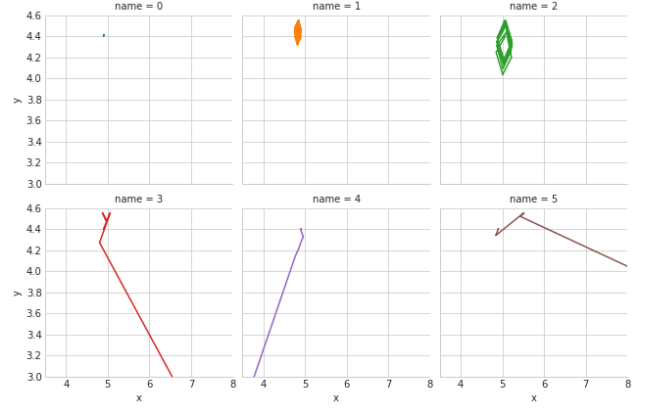 name = 0
name = 1
name = 2
4.6
4.4
4.2
4.0
3.8
3.6
3.4
3.2
3.0
y
name = 3
name = 4
name = 5
4.6
4.4
4.2
4.0
3.8
3.6
3.4
3.2
3.0
y
4 5 6 7 8
4 5 6 7 8
4 5 6 7 8
x
x
x